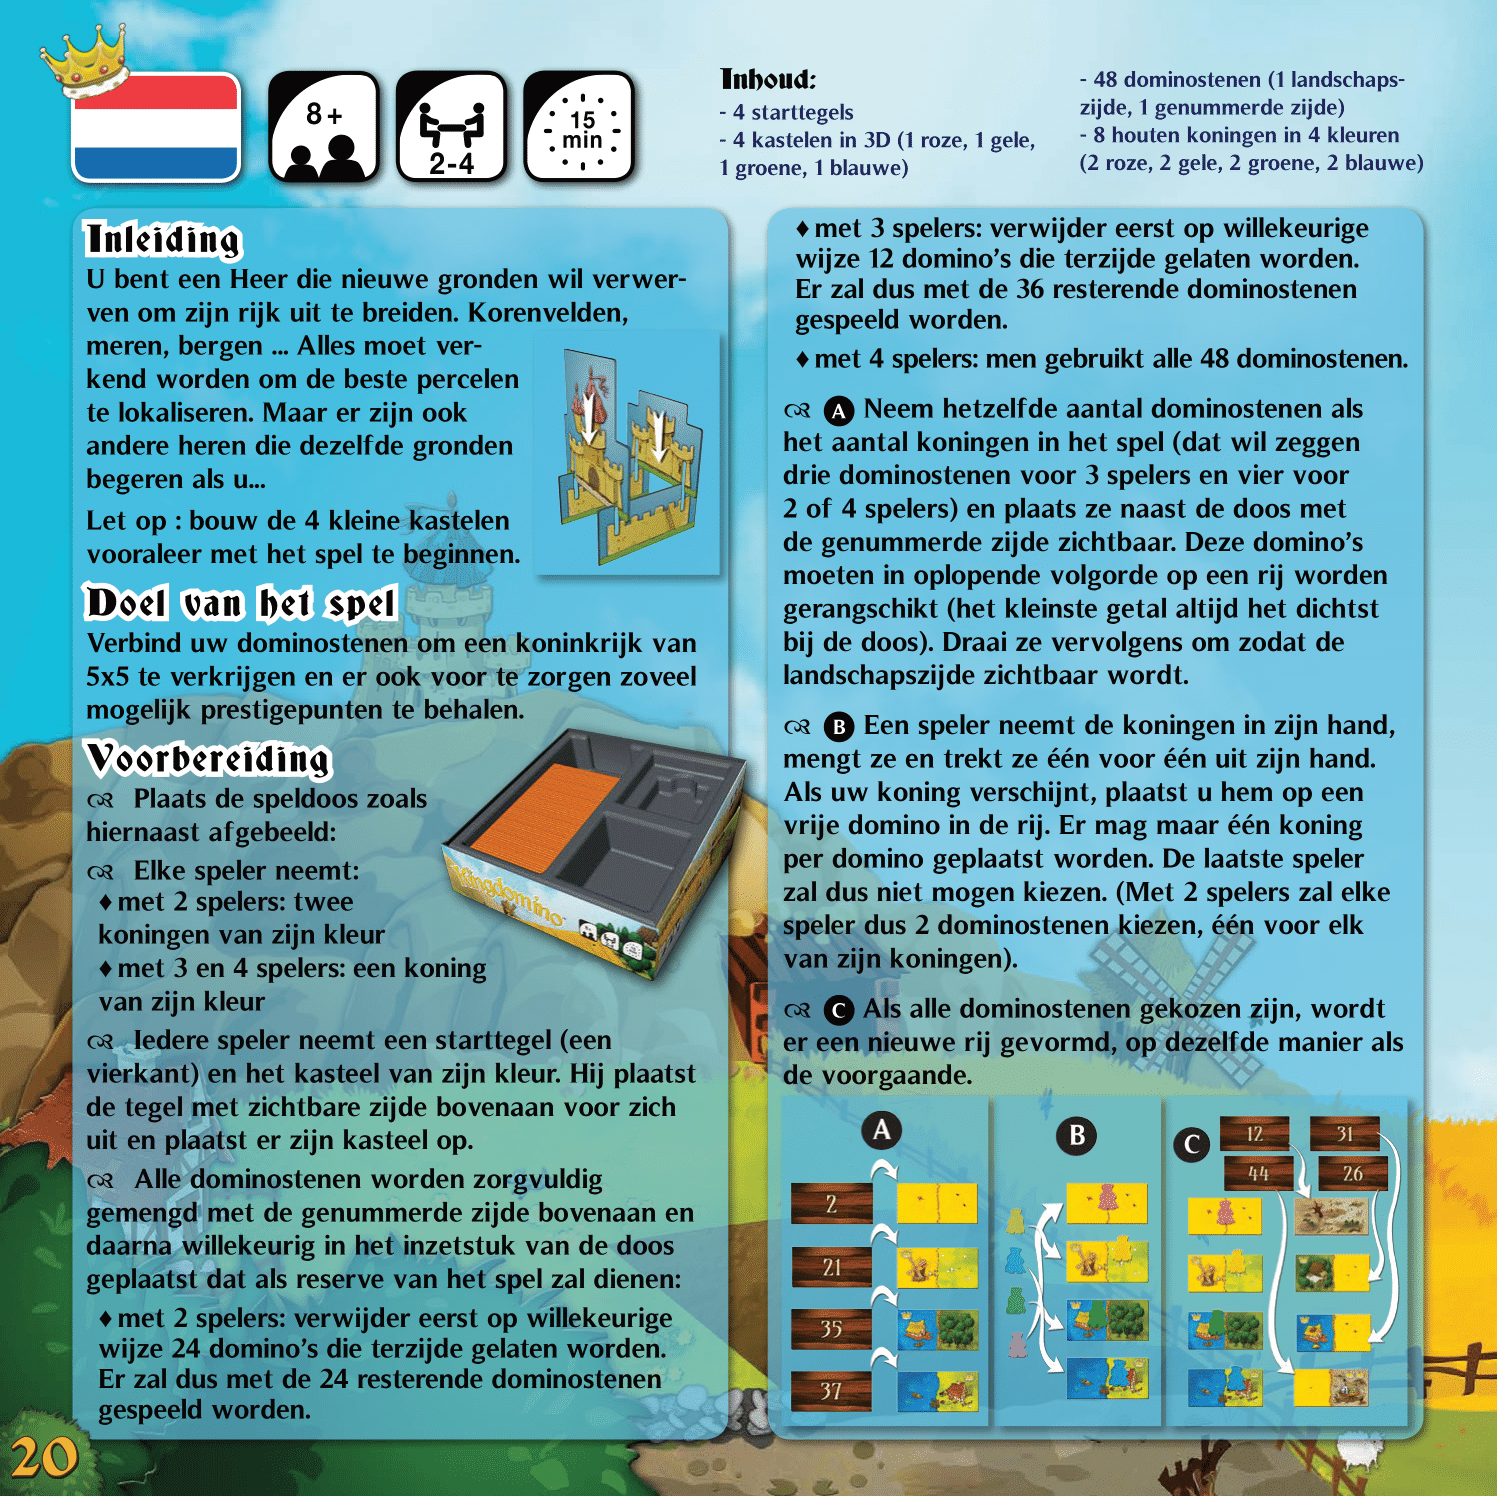 8+
2-4
15
min
Inhoud:
- 4 starttegels
- 4 kastelen in 3D (1 roze, 1 gele,
1 groene, 1 blauwe)
- 48 dominostenen (1 landschaps-
zijde, 1 genummerde zijde)
- 8 houten koningen in 4 kleuren
(2 roze, 2 gele, 2 groene, 2 blauwe)
Inleiding
U bent een Heer die nieuwe gronden wil verwer-
ven om zijn rijk uit te breiden. Korenvelden,
meren, bergen ... Alles moet ver-
kend worden om de beste percelen
te lokaliseren. Maar er zijn ook
andere heren die dezelfde gronden
begeren als u...
Let op : bouw de 4 kleine kastelen
vooraleer met het spel te beginnen.
Doel van het spel
Verbind uw dominostenen om een koninkrijk van
5x5 te verkrijgen en er ook voor te zorgen zoveel
mogelijk prestigepunten te behalen.
Voorbereiding
Plaats de speldoos zoals
hiernaast afgebeeld:
Elke speler neemt:
♦ met 2 spelers: twee
koningen van zijn kleur
♦ met 3 en 4 spelers: een koning
van zijn kleur
Kingdomino
Iedere speler neemt een starttegel (een
vierkant) en het kasteel van zijn kleur. Hij plaatst
de tegel met zichtbare zijde bovenaan voor zich
uit en plaatst er zijn kasteel op.
Alle dominostenen worden zorgvuldig
gemengd met de genummerde zijde bovenaan en
daarna willekeurig in het inzetstuk van de doos
geplaatst dat als reserve van het spel zal dienen:
♦ met 2 spelers: verwijder eerst op willekeurige
wijze 24 domino's die terzijde gelaten worden.
Er zal dus met de 24 resterende dominostenen
gespeeld worden.
♦ met 3 spelers: verwijder eerst op willekeurige
wijze 12 domino's die terzijde gelaten worden.
Er zal dus met de 36 resterende dominostenen
gespeeld worden.
♦ met 4 spelers: men gebruikt alle 48 dominostenen.
A Neem hetzelfde aantal dominostenen als
het aantal koningen in het spel (dat wil zeggen
drie dominostenen voor 3 spelers en vier voor
2 of 4 spelers) en plaats ze naast de doos met
de genummerde zijde zichtbaar. Deze domino's
moeten in oplopende volgorde op een rij worden
gerangschikt (het kleinste getal altijd het dichtst
bij de doos). Draai ze vervolgens om zodat de
landschapszijde zichtbaar wordt.
B Een speler neemt de koningen in zijn hand,
mengt ze en trekt ze één voor één uit zijn hand.
Als uw koning verschijnt, plaatst u hem op een
vrije domino in de rij. Er mag maar één koning
per domino geplaatst worden. De laatste speler
zal dus niet mogen kiezen. (Met 2 spelers zal elke
speler dus 2 dominostenen kiezen, één voor elk
van zijn koningen).
C Als alle dominostenen gekozen zijn, wordt
er een nieuwe rij gevormd, op dezelfde manier als
de voorgaande.
A
2
21
35
37
B
C
12
31
44
26
20